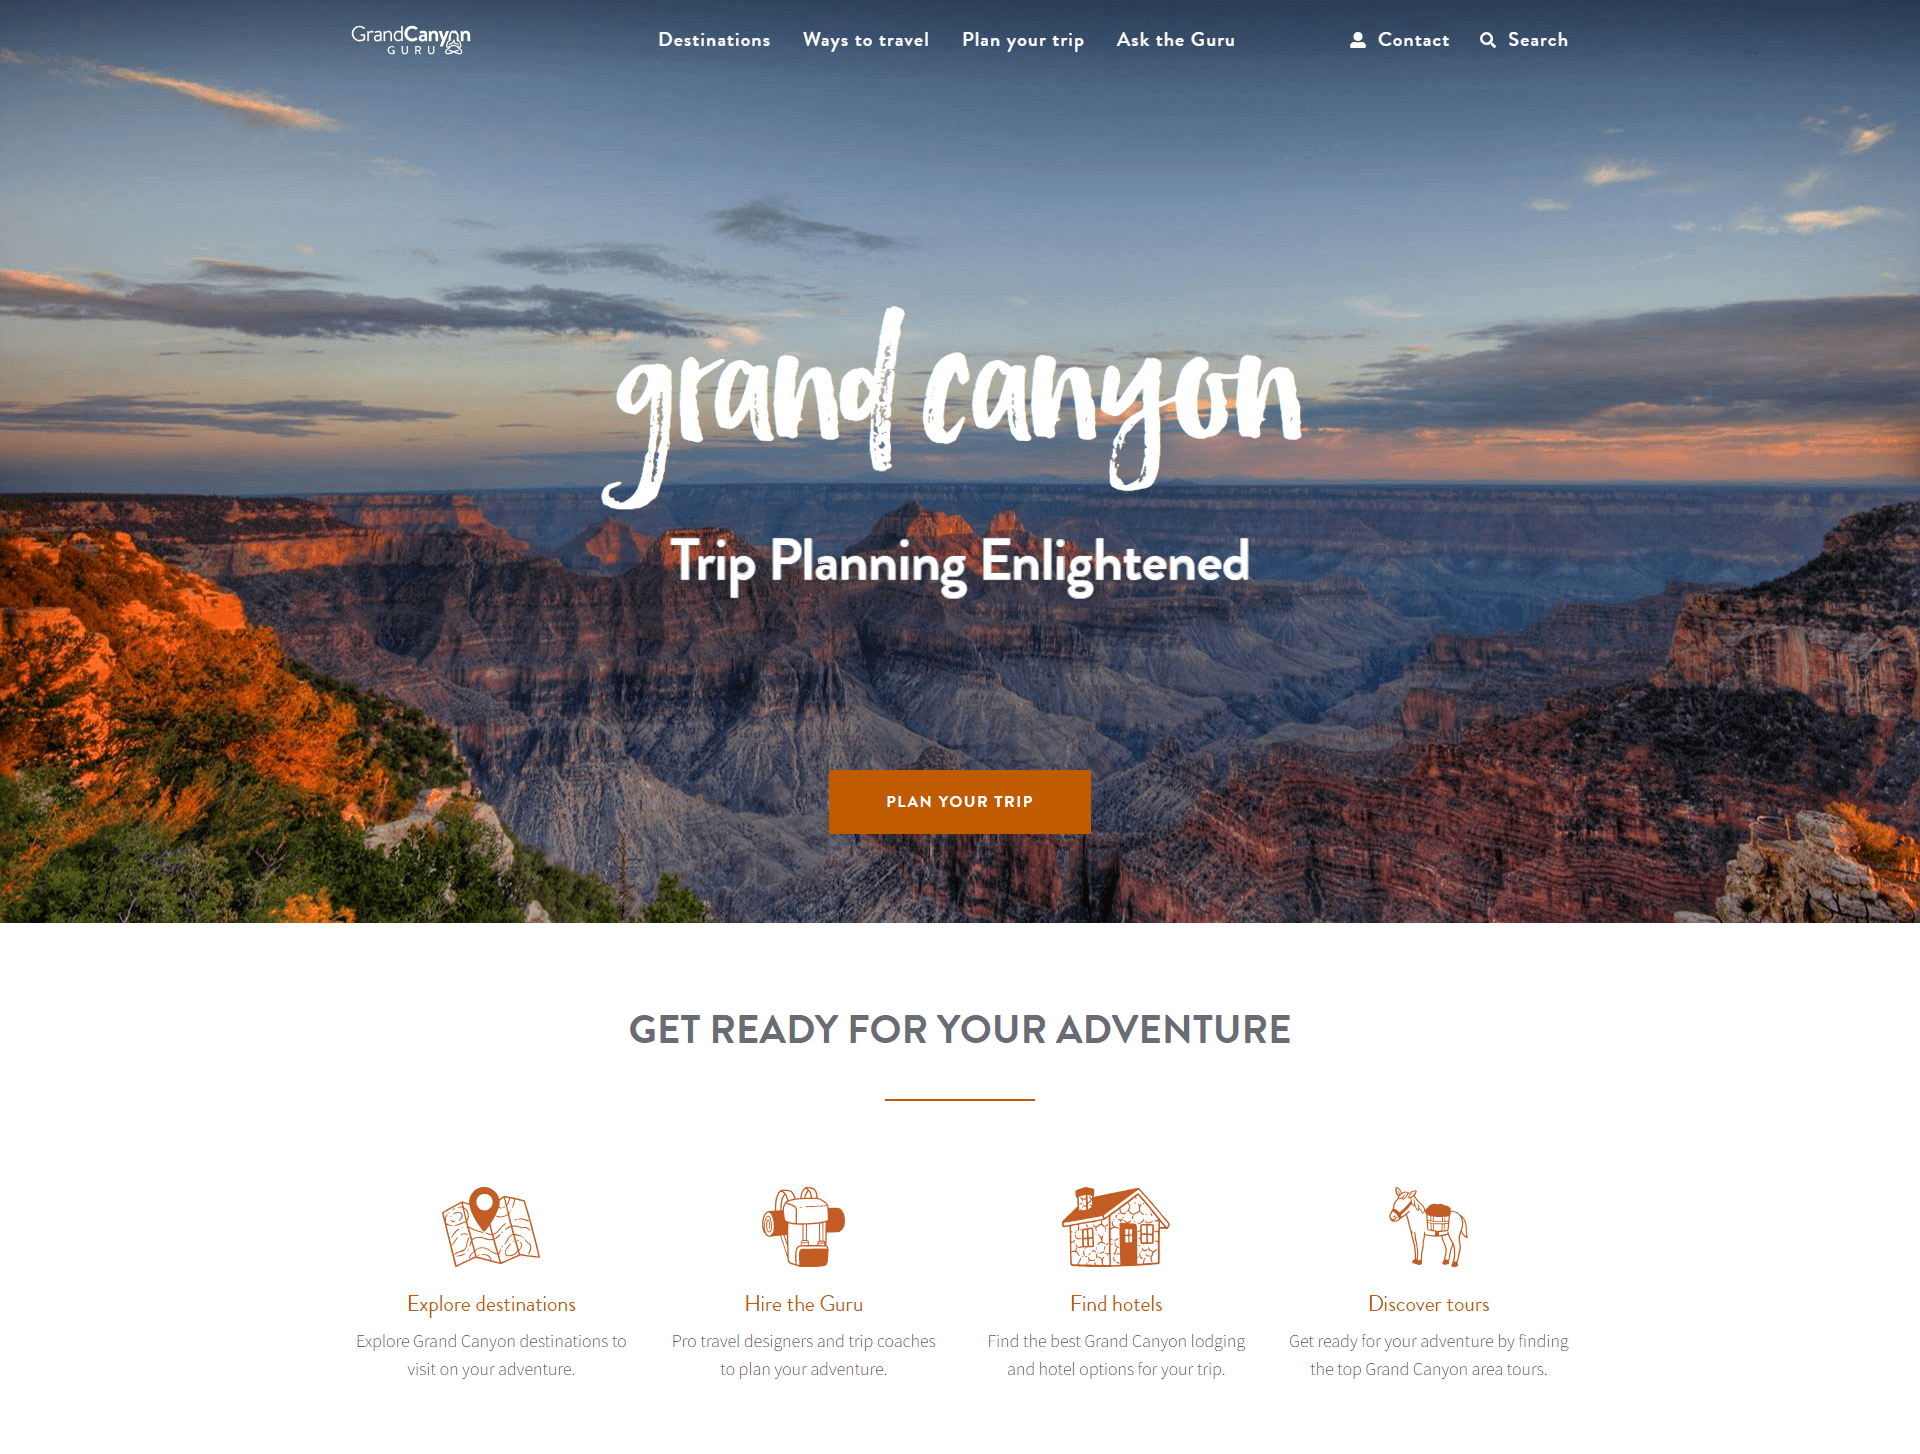 GrandCanyon
GURU
Destinations
Ways to travel
Plan your trip
Ask the Guru
Contact
Search
grand canyon
Trip Planning Enlightened
PLAN YOUR TRIP
GET READY FOR YOUR ADVENTURE
Explore destinations
Explore Grand Canyon destinations to
visit on your adventure.
Hire the Guru
Pro travel designers and trip coaches
to plan your adventure.
Find hotels
Find the best Grand Canyon lodging
and hotel options for your trip.
Discover tours
Get ready for your adventure by finding
the top Grand Canyon area tours.